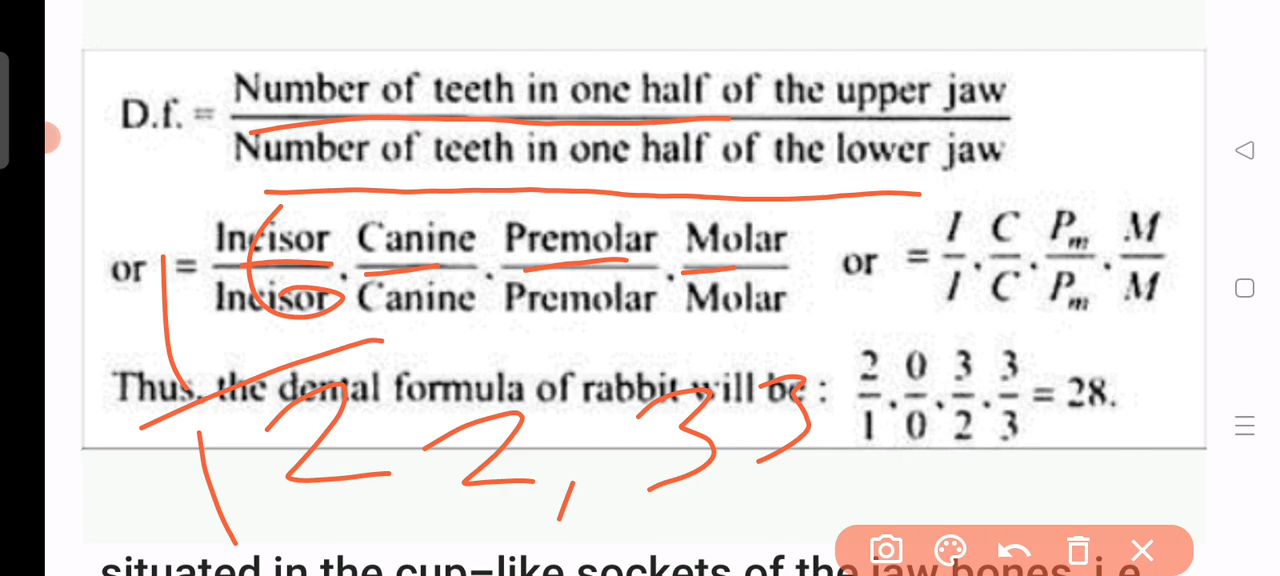 D.f. = Number of teeth in one half of the upper jaw / Number of teeth in one half of the lower jaw
or = Incisor/Incisor . Canine/Canine . Premolar/Premolar . Molar/Molar or = I/I . C/C . Pm/Pm . M/M
Thus, the dental formula of rabbit will be : 2/1 . 0/0 . 3/2 . 3/3 = 28.
2 2, 3 3
situated in the cup–like sockets of the jaw bones, i.e